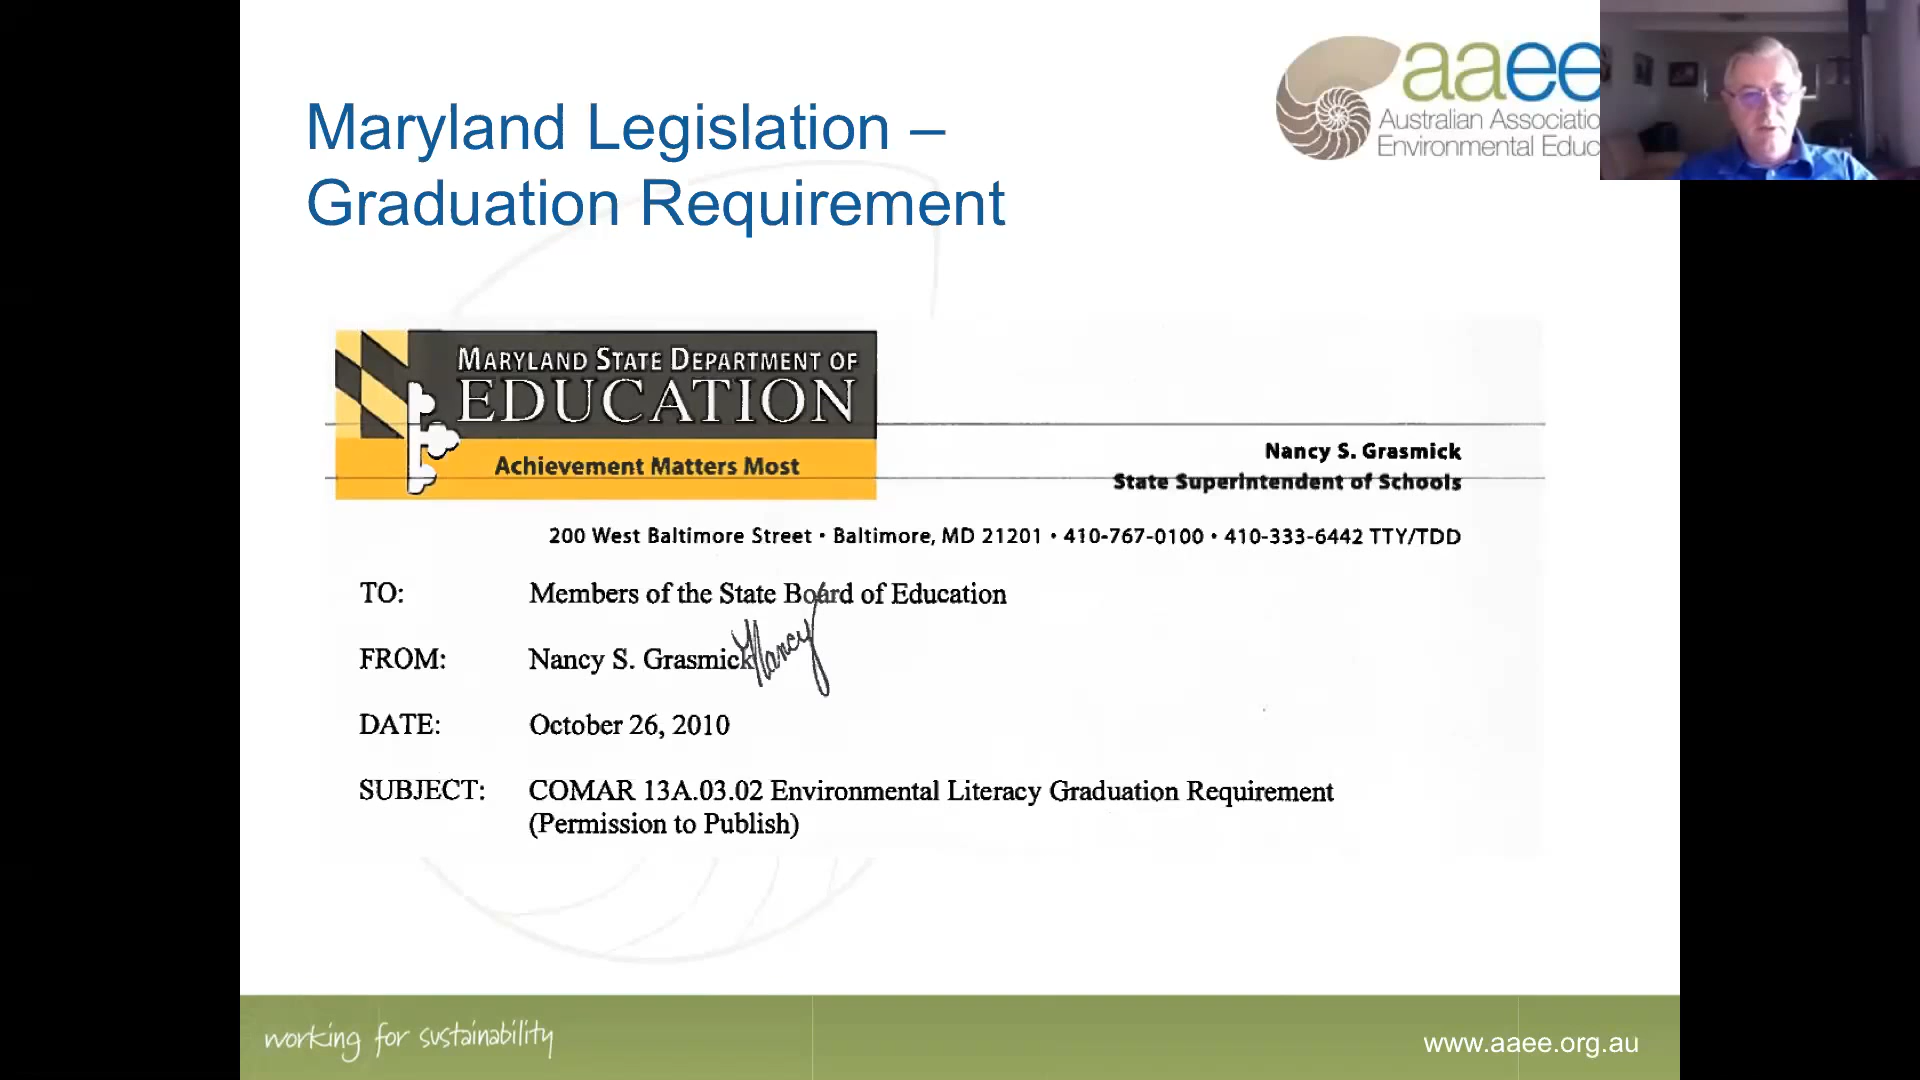 Maryland Legislation –
Graduation Requirement
aaee
Australian Associatio
Environmental Educ
MARYLAND STATE DEPARTMENT OF
EDUCATION
Achievement Matters Most
Nancy S. Grasmick
State Superintendent of Schools
200 West Baltimore Street • Baltimore, MD 21201 • 410-767-0100 • 410-333-6442 TTY/TDD
TO: Members of the State Board of Education
FROM: Nancy S. Grasmick Nancy
DATE: October 26, 2010
SUBJECT: COMAR 13A.03.02 Environmental Literacy Graduation Requirement
(Permission to Publish)
working for sustainability
www.aaee.org.au